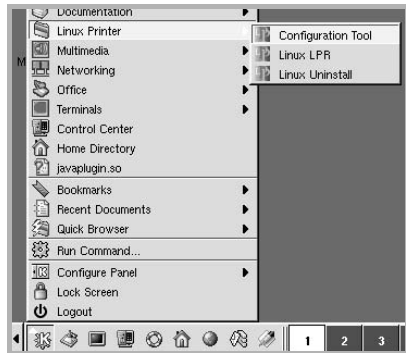 Documentation
Linux Printer
Multimedia
Networking
Office
Terminals
Control Center
Home Directory
javaplugin.so
Bookmarks
Recent Documents
Quick Browser
Run Command...
Configure Panel
Lock Screen
Logout
Configuration Tool
Linux LPR
Linux Uninstall
M
1 2 3